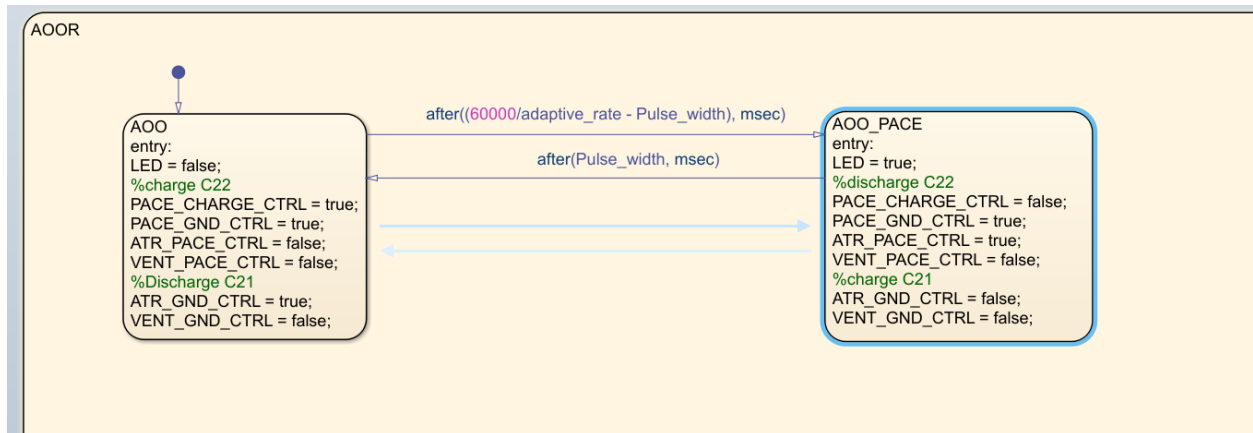 AOOR
AOO
entry:
LED = false;
%charge C22
PACE_CHARGE_CTRL = true;
PACE_GND_CTRL = true;
ATR_PACE_CTRL = false;
VENT_PACE_CTRL = false;
%Discharge C21
ATR_GND_CTRL = true;
VENT_GND_CTRL = false;
after((60000/adaptive_rate - Pulse_width), msec)
after(Pulse_width, msec)
AOO_PACE
entry:
LED = true;
%discharge C22
PACE_CHARGE_CTRL = false;
PACE_GND_CTRL = true;
ATR_PACE_CTRL = true;
VENT_PACE_CTRL = false;
%charge C21
ATR_GND_CTRL = false;
VENT_GND_CTRL = false;